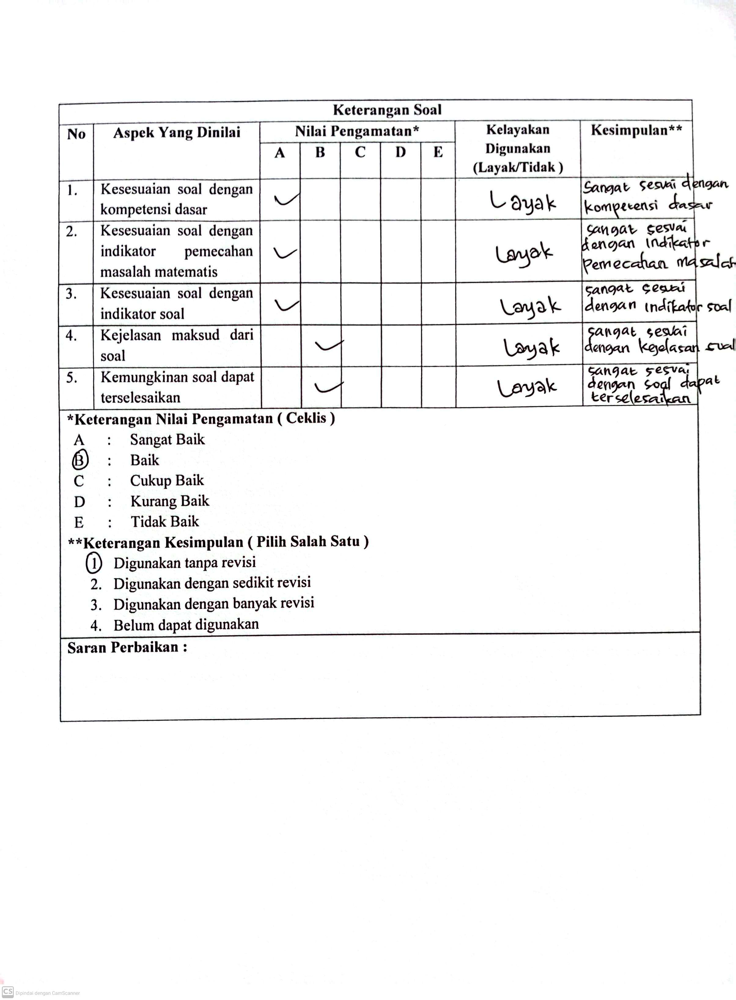 Keterangan Soal
No Aspek Yang Dinilai Nilai Pengamatan* Kelayakan Digunakan (Layak/Tidak ) Kesimpulan**
A B C D E
1. Kesesuaian soal dengan kompetensi dasar ✓ Layak Sangat sesuai dengan kompetensi dasar
2. Kesesuaian soal dengan indikator pemecahan masalah matematis ✓ Layak sangat sesuai dengan indikator pemecahan masalah
3. Kesesuaian soal dengan indikator soal ✓ Layak sangat sesuai dengan indikator soal
4. Kejelasan maksud dari soal ✓ Layak sangat sesuai dengan kejelasan soal
5. Kemungkinan soal dapat terselesaikan ✓ Layak sangat sesuai dengan soal dapat terselesaikan
*Keterangan Nilai Pengamatan ( Ceklis )
A : Sangat Baik
B : Baik
C : Cukup Baik
D : Kurang Baik
E : Tidak Baik
**Keterangan Kesimpulan ( Pilih Salah Satu )
1 Digunakan tanpa revisi
2. Digunakan dengan sedikit revisi
3. Digunakan dengan banyak revisi
4. Belum dapat digunakan
Saran Perbaikan :
CS Dipindai dengan CamScanner